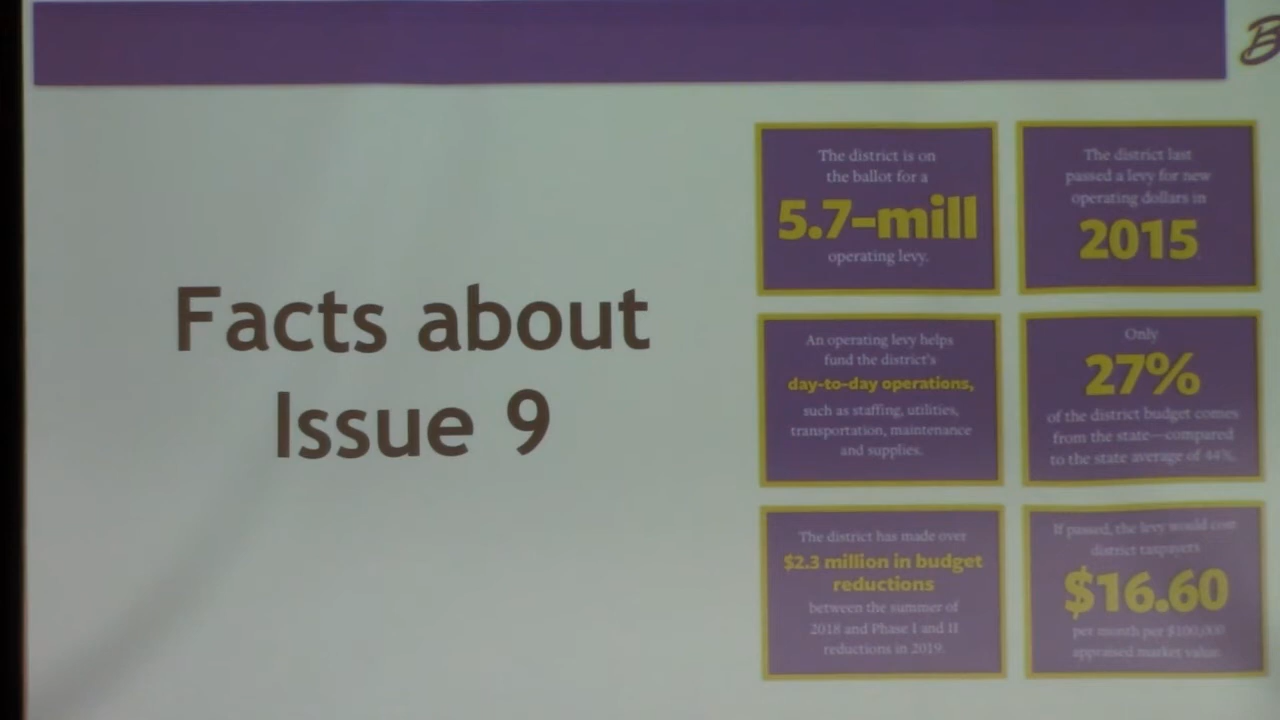 B
Facts about
Issue 9
The district is on
the ballot for a
5.7-mill
operating levy.
The district last
passed a levy for new
operating dollars in
2015
An operating levy helps
fund the district's
day-to-day operations,
such as staffing, utilities,
transportation, maintenance
and supplies.
Only
27%
of the district budget comes
from the state—compared
to the state average of 44%.
The district has made over
$2.3 million in budget
reductions
between the summer of
2018 and Phase I and II
reductions in 2019.
If passed, the levy would cost
district taxpayers
$16.60
per month per $100,000
appraised market value.